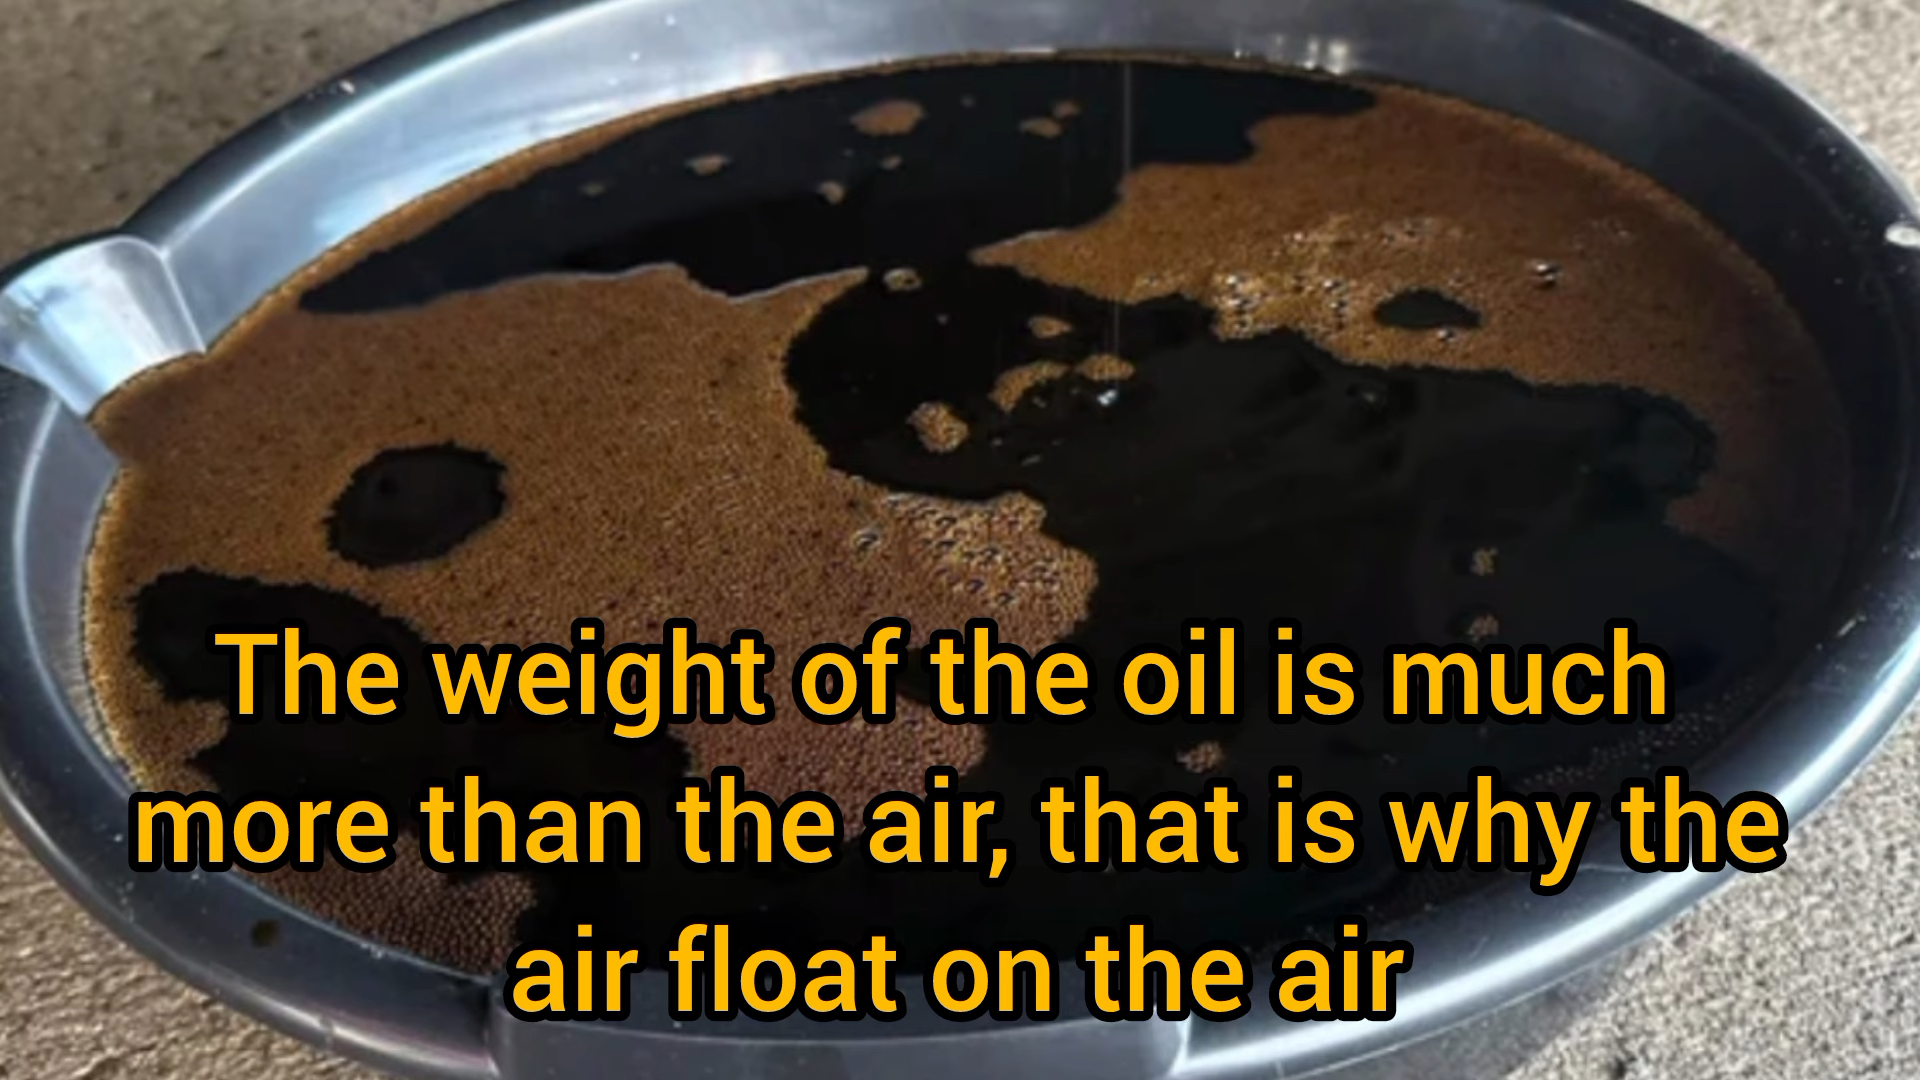 The weight of the oil is much
more than the air, that is why the
air float on the air